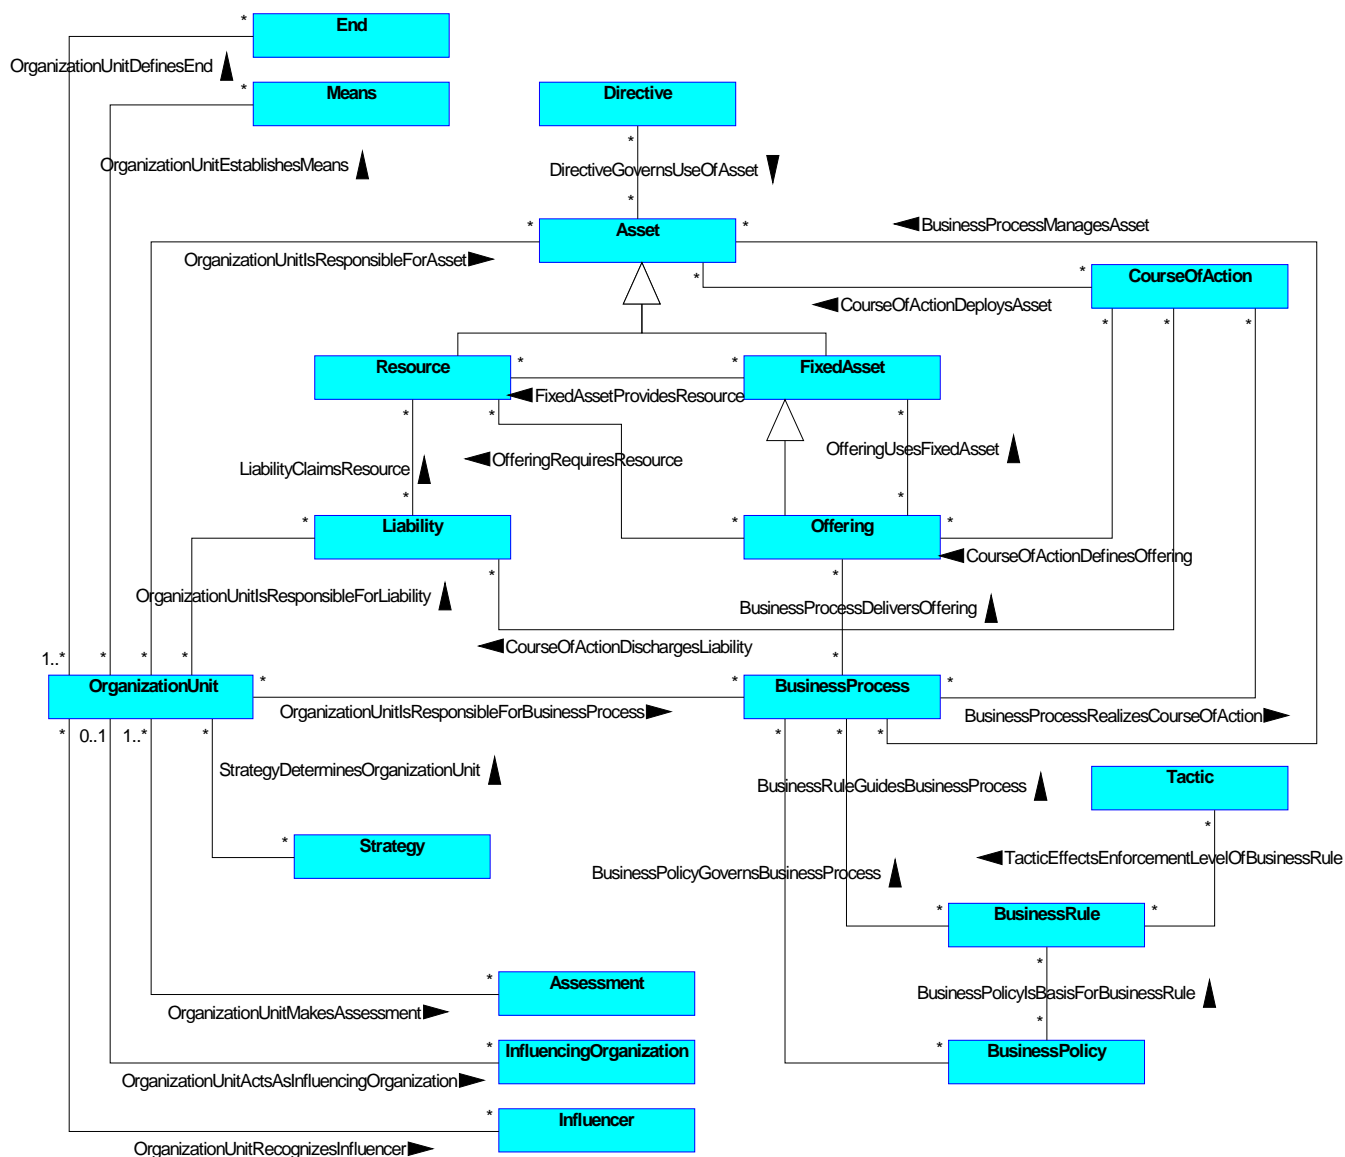 *
End
OrganizationUnitDefinesEnd
*
Means
Directive
*
OrganizationUnitEstablishesMeans
DirectiveGovernsUseOfAsset
*
*
Asset
*
BusinessProcessManagesAsset
OrganizationUnitIsResponsibleForAsset
*
*
CourseOfAction
CourseOfActionDeploysAsset
*
*
*
Resource
*
*
FixedAsset
FixedAssetProvidesResource
*
*
*
LiabilityClaimsResource
OfferingRequiresResource
OfferingUsesFixedAsset
*
*
*
Liability
*
Offering
*
CourseOfActionDefinesOffering
*
*
OrganizationUnitIsResponsibleForLiability
BusinessProcessDeliversOffering
CourseOfActionDischargesLiability
1..*
*
*
*
*
OrganizationUnit
*
*
BusinessProcess
*
OrganizationUnitIsResponsibleForBusinessProcess
BusinessProcessRealizesCourseOfAction
*
0..1
1..*
*
*
*
*
StrategyDeterminesOrganizationUnit
BusinessRuleGuidesBusinessProcess
Tactic
*
*
Strategy
TacticEffectsEnforcementLevelOfBusinessRule
BusinessPolicyGovernsBusinessProcess
*
BusinessRule
*
*
*
Assessment
BusinessPolicyIsBasisForBusinessRule
OrganizationUnitMakesAssessment
*
*
InfluencingOrganization
*
BusinessPolicy
OrganizationUnitActsAsInfluencingOrganization
*
Influencer
OrganizationUnitRecognizesInfluencer